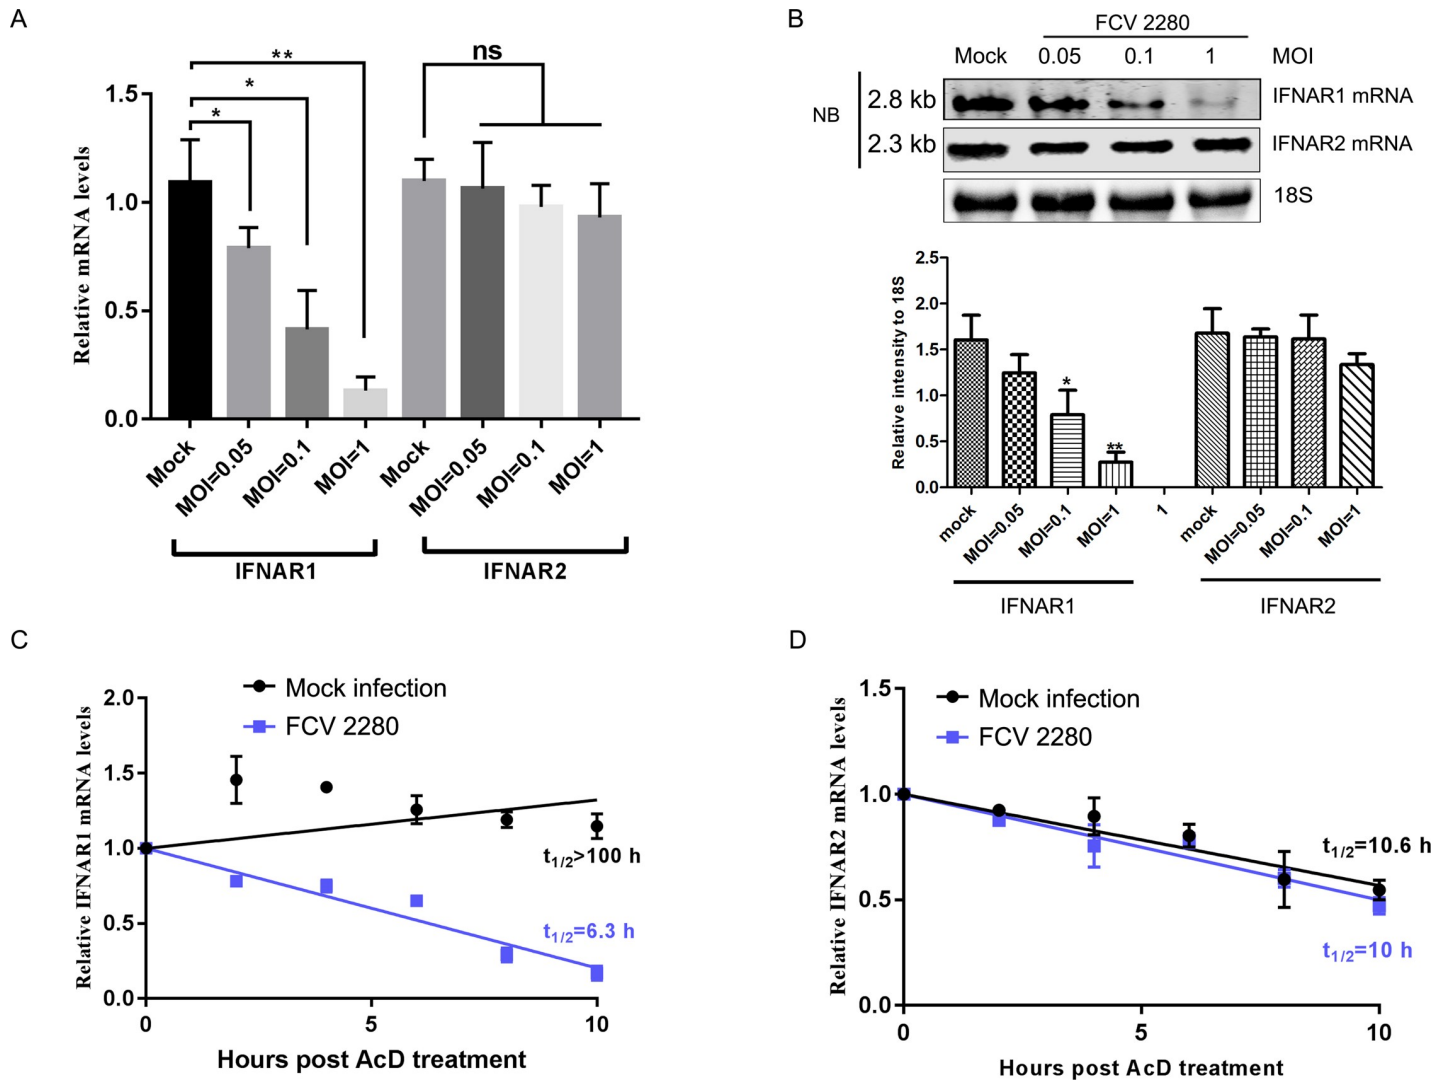 A
Relative mRNA levels
1.5
1.0
0.5
0.0
**
*
*
ns
Mock
MOI=0.05
MOI=0.1
MOI=1
Mock
MOI=0.05
MOI=0.1
MOI=1
IFNAR1
IFNAR2
B
FCV 2280
Mock 0.05 0.1 1 MOI
NB
2.8 kb IFNAR1 mRNA
2.3 kb IFNAR2 mRNA
18S
Relative intensity to 18S
2.5
2.0
1.5
1.0
0.5
0.0
*
**
mock
MOI=0.05
MOI=0.1
MOI=1
1
mock
MOI=0.05
MOI=0.1
MOI=1
IFNAR1
IFNAR2
C
Relative IFNAR1 mRNA levels
Mock infection
FCV 2280
2.0
1.5
1.0
0.5
0.0
t1/2>100 h
t1/2=6.3 h
0 5 10
Hours post AcD treatment
D
Relative IFNAR2 mRNA levels
Mock infection
FCV 2280
1.5
1.0
0.5
0.0
t1/2=10.6 h
t1/2=10 h
0 5 10
Hours post AcD treatment